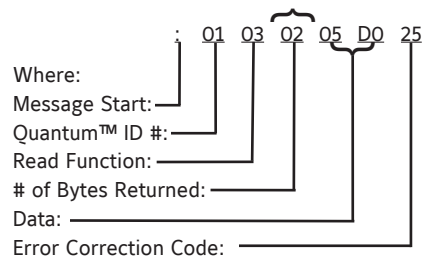 : 01 03 02 05 D0 25
Where:
Message Start:
Quantum™ ID #:
Read Function:
# of Bytes Returned:
Data:
Error Correction Code: